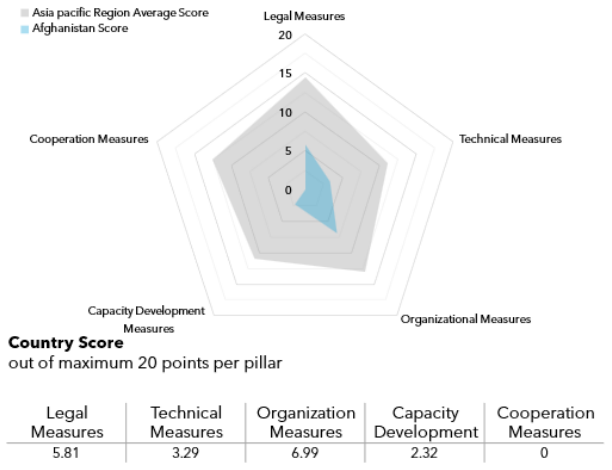 Asia pacific Region Average Score
Afghanistan Score
Legal Measures
20
15
10
5
0
Cooperation Measures
Technical Measures
Capacity Development
Measures
Organizational Measures
Country Score
out of maximum 20 points per pillar
Legal Technical Organization Capacity Cooperation
Measures Measures Measures Development Measures
5.81 3.29 6.99 2.32 0